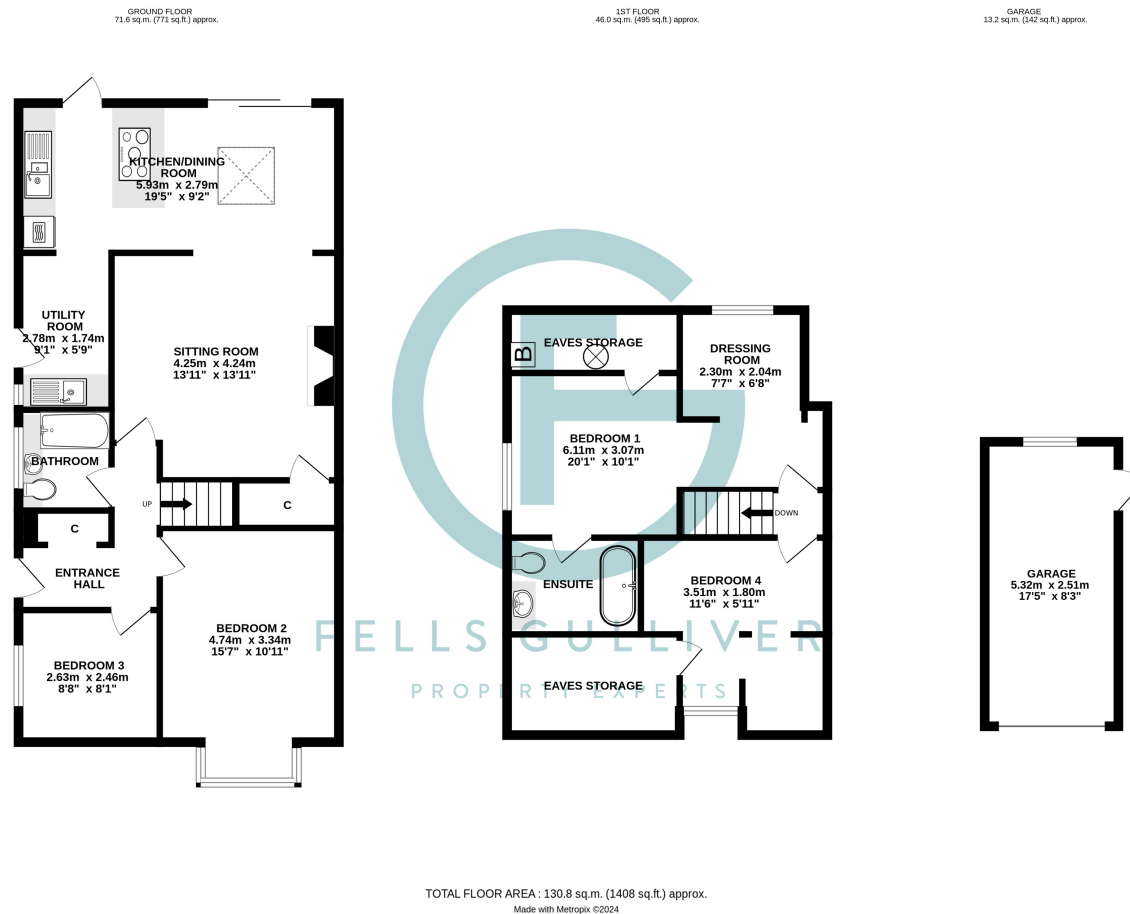 GROUND FLOOR
71.6 sq.m. (771 sq.ft.) approx.
1ST FLOOR
46.0 sq.m. (495 sq.ft.) approx.
GARAGE
13.2 sq.m. (142 sq.ft.) approx.
KITCHEN/DINING
ROOM
5.93m x 2.79m
19'5" x 9'2"
UTILITY
ROOM
2.78m x 1.74m
9'1" x 5'9"
SITTING ROOM
4.25m x 4.24m
13'11" x 13'11"
BATHROOM
UP
C
C
ENTRANCE
HALL
BEDROOM 2
4.74m x 3.34m
15'7" x 10'11"
BEDROOM 3
2.63m x 2.46m
8'8" x 8'1"
EAVES STORAGE
B
DRESSING
ROOM
2.30m x 2.04m
7'7" x 6'8"
BEDROOM 1
6.11m x 3.07m
20'1" x 10'1"
DOWN
ENSUITE
BEDROOM 4
3.51m x 1.80m
11'6" x 5'11"
EAVES STORAGE
GARAGE
5.32m x 2.51m
17'5" x 8'3"
FELLS GULLIVER
PROPERTY EXPERTS
TOTAL FLOOR AREA : 130.8 sq.m. (1408 sq.ft.) approx.
Made with Metropix ©2024